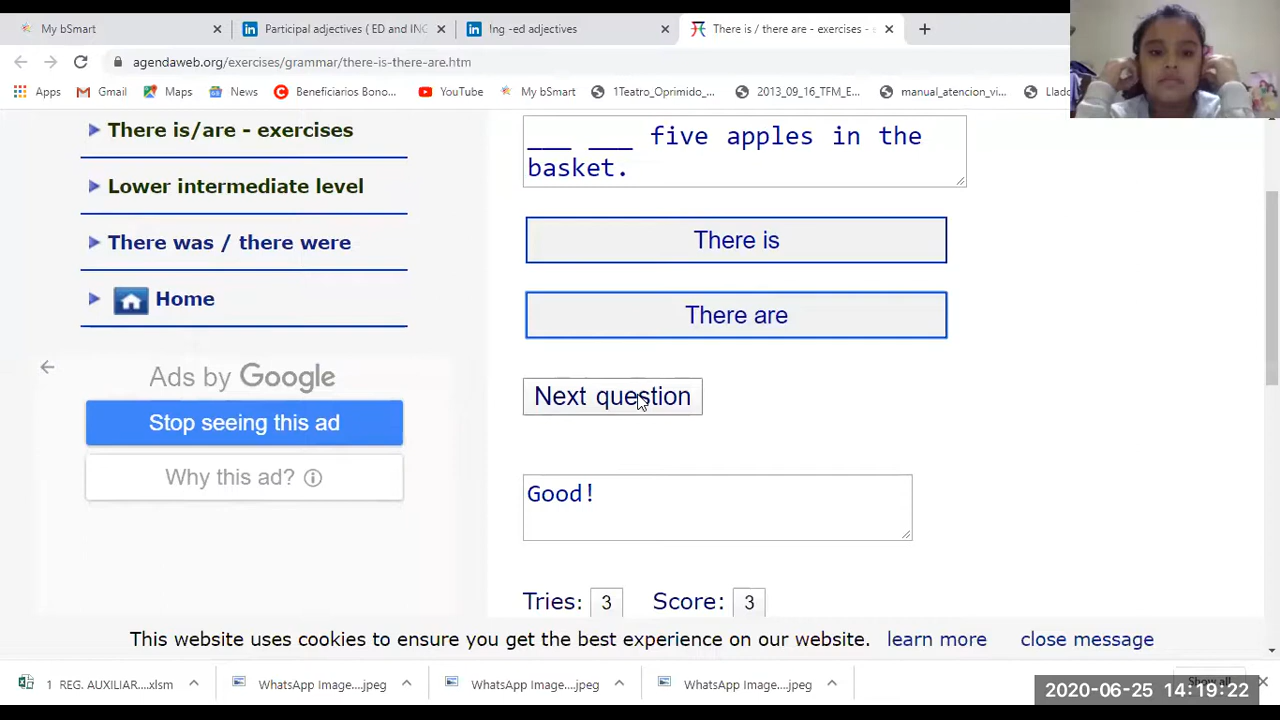 My bSmart
Participal adjectives ( ED and ING
Ing -ed adjectives
There is / there are - exercises - e
agendaweb.org/exercises/grammar/there-is-there-are.htm
Apps
Gmail
Maps
News
Beneficiarios Bono...
YouTube
My bSmart
1Teatro_Oprimido_...
2013_09_16_TFM_E...
manual_atencion_vi...
Llado
There is/are - exercises
Lower intermediate level
There was / there were
Home
Ads by Google
Stop seeing this ad
Why this ad?
___ ___ five apples in the
basket.
There is
There are
Next question
Good!
Tries: 3 Score: 3
This website uses cookies to ensure you get the best experience on our website. learn more close message
1 REG. AUXILIAR....xlsm
WhatsApp Image....jpeg
WhatsApp Image....jpeg
WhatsApp Image....jpeg
Show all
2020-06-25 14:19:22